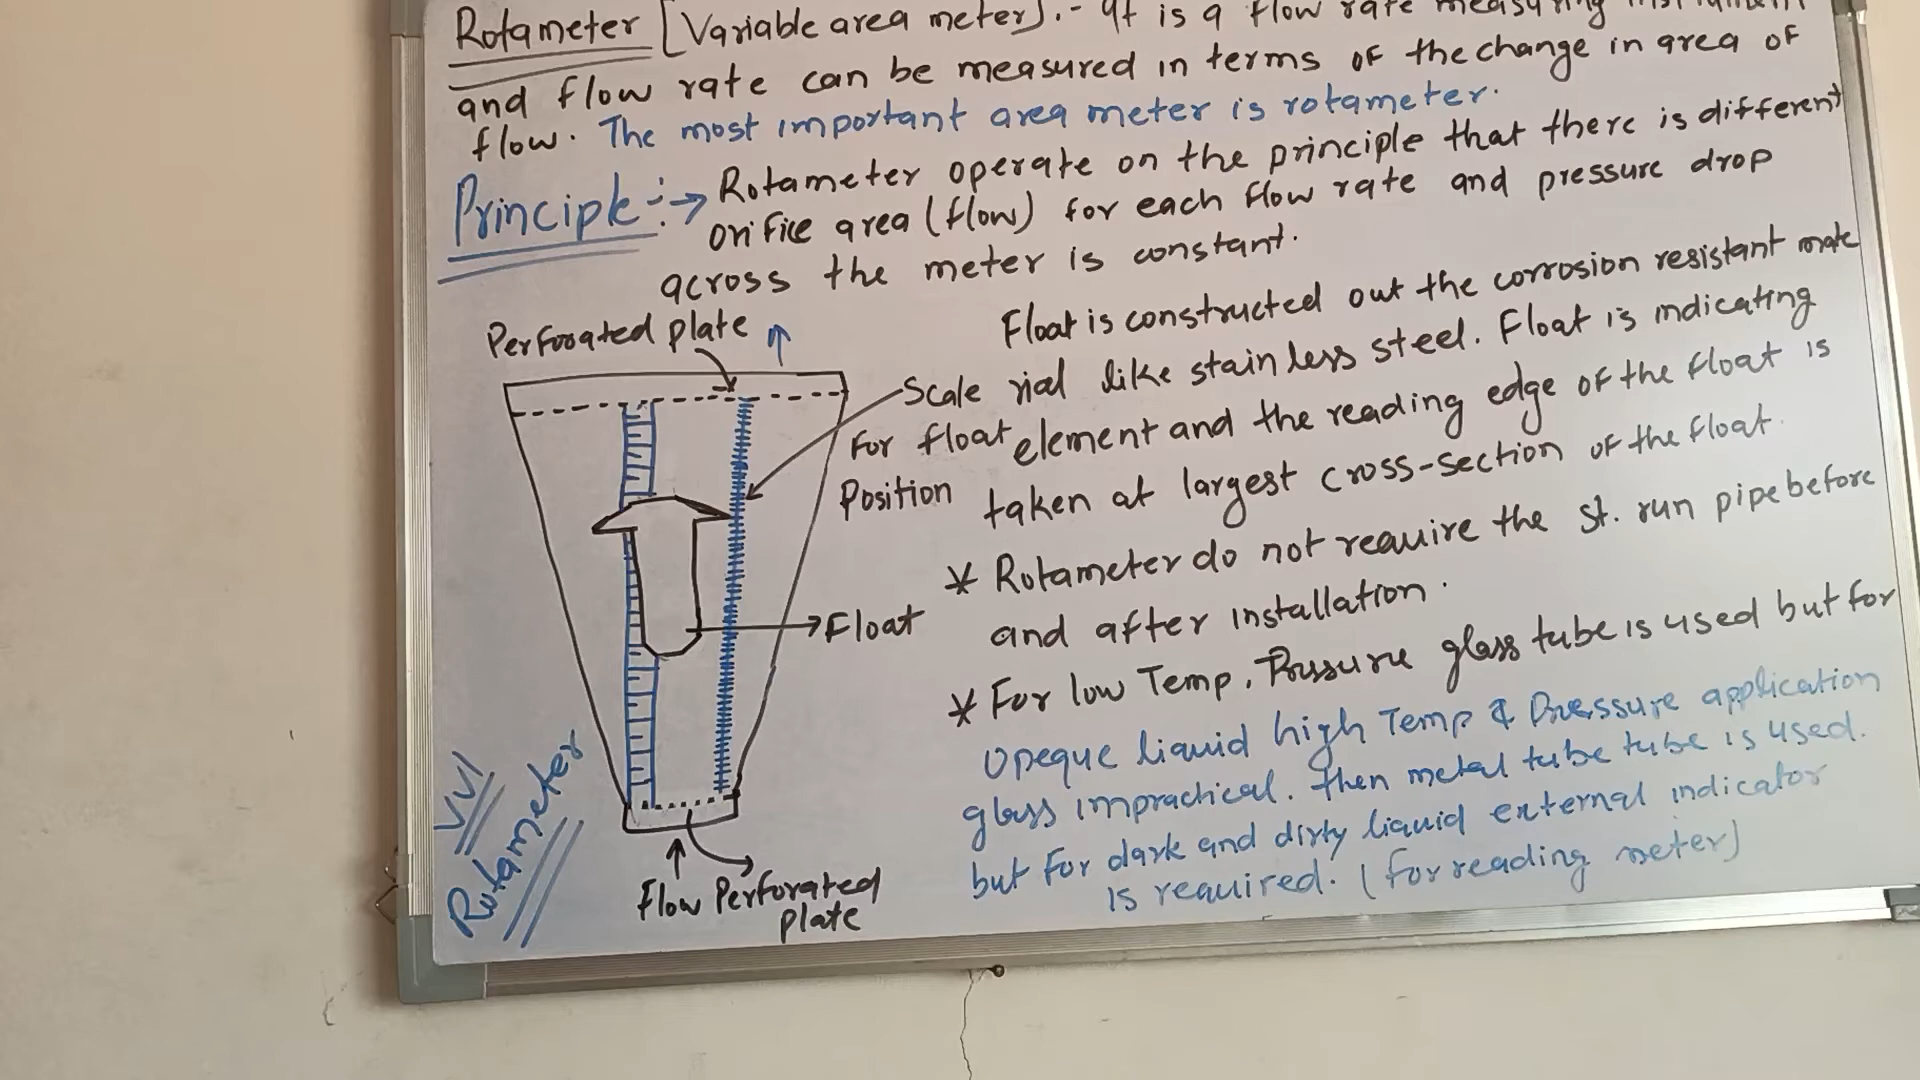 Rotameter [Variable area meter].- It is a flow rate measuring instrument
and flow rate can be measured in terms of the change in area of
flow. The most important area meter is rotameter.
Principle:-→ Rotameter operate on the principle that there is different
orifice area (flow) for each flow rate and pressure drop
across the meter is constant.
Perforated plate ↑
Float is constructed out the corrosion resistant mate
Scale rial like stainless steel. Float is indicating
For float element and the reading edge of the float is
Position taken at largest cross-section of the float.
* Rotameter do not reauire the st. run pipe before
and after installation.
→Float
* For low Temp, Pressure glass tube is used but for
opeque liquid high Temp & Pressure application
glass impractical. Then metal tube tube is used.
but for dark and dirty liquid external indicator
is reauired. (for reading meter)
VVI
Rotameter
Flow Perforated
plate